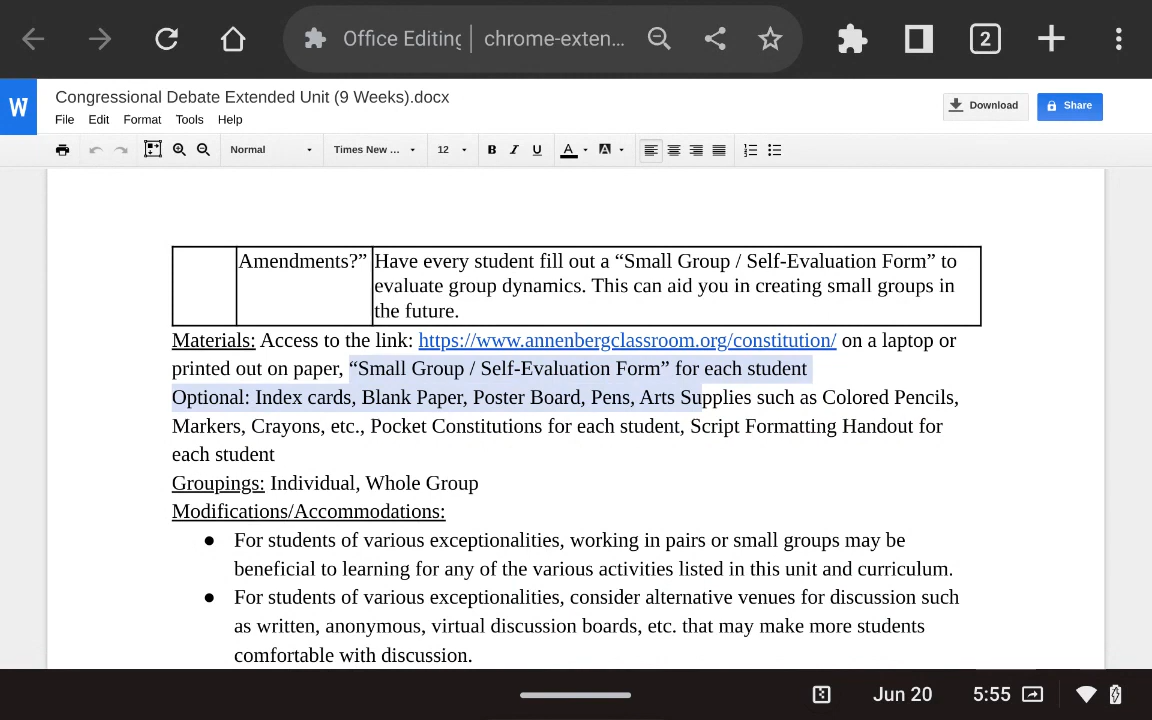 Office Editing
chrome-exten...
2
W
Congressional Debate Extended Unit (9 Weeks).docx
File Edit Format Tools Help
Download
Share
Normal
Times New ...
12
B I U A A
Amendments?” Have every student fill out a “Small Group / Self-Evaluation Form” to
evaluate group dynamics. This can aid you in creating small groups in
the future.
Materials: Access to the link: https://www.annenbergclassroom.org/constitution/ on a laptop or
printed out on paper, “Small Group / Self-Evaluation Form” for each student
Optional: Index cards, Blank Paper, Poster Board, Pens, Arts Supplies such as Colored Pencils,
Markers, Crayons, etc., Pocket Constitutions for each student, Script Formatting Handout for
each student
Groupings: Individual, Whole Group
Modifications/Accommodations:
● For students of various exceptionalities, working in pairs or small groups may be
beneficial to learning for any of the various activities listed in this unit and curriculum.
● For students of various exceptionalities, consider alternative venues for discussion such
as written, anonymous, virtual discussion boards, etc. that may make more students
comfortable with discussion.
Jun 20
5:55